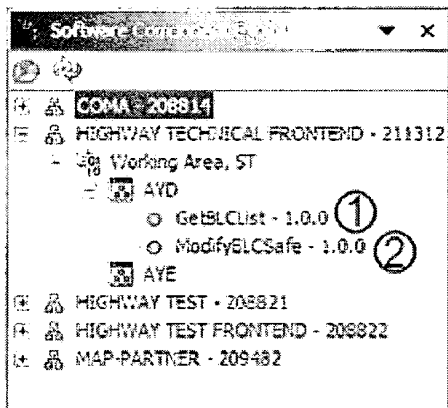 Software Component
COMA - 208814
HIGHWAY TECHNICAL FRONTEND - 211312
Working Area, ST
AYD
GetBLCList - 1.0.0 ①
ModifyBLCSafe - 1.0.0 ②
AYE
HIGHWAY TEST - 208821
HIGHWAY TEST FRONTEND - 208822
MAP-PARTNER - 209482